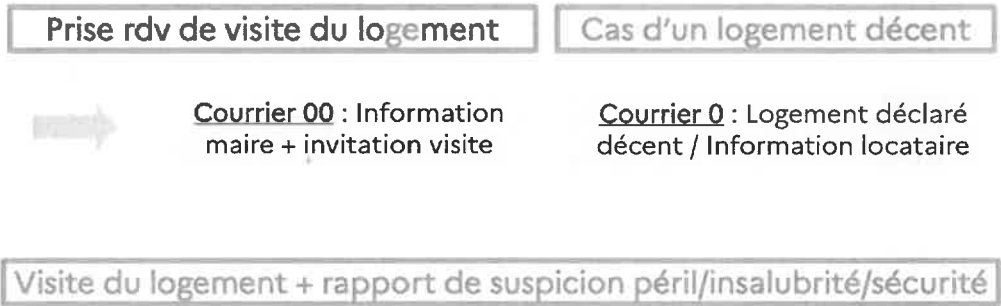 Prise rdv de visite du logement
Cas d'un logement décent
Courrier 00 : Information
maire + invitation visite
Courrier 0 : Logement déclaré
décent / Information locataire
Visite du logement + rapport de suspicion péril/insalubrité/sécurité